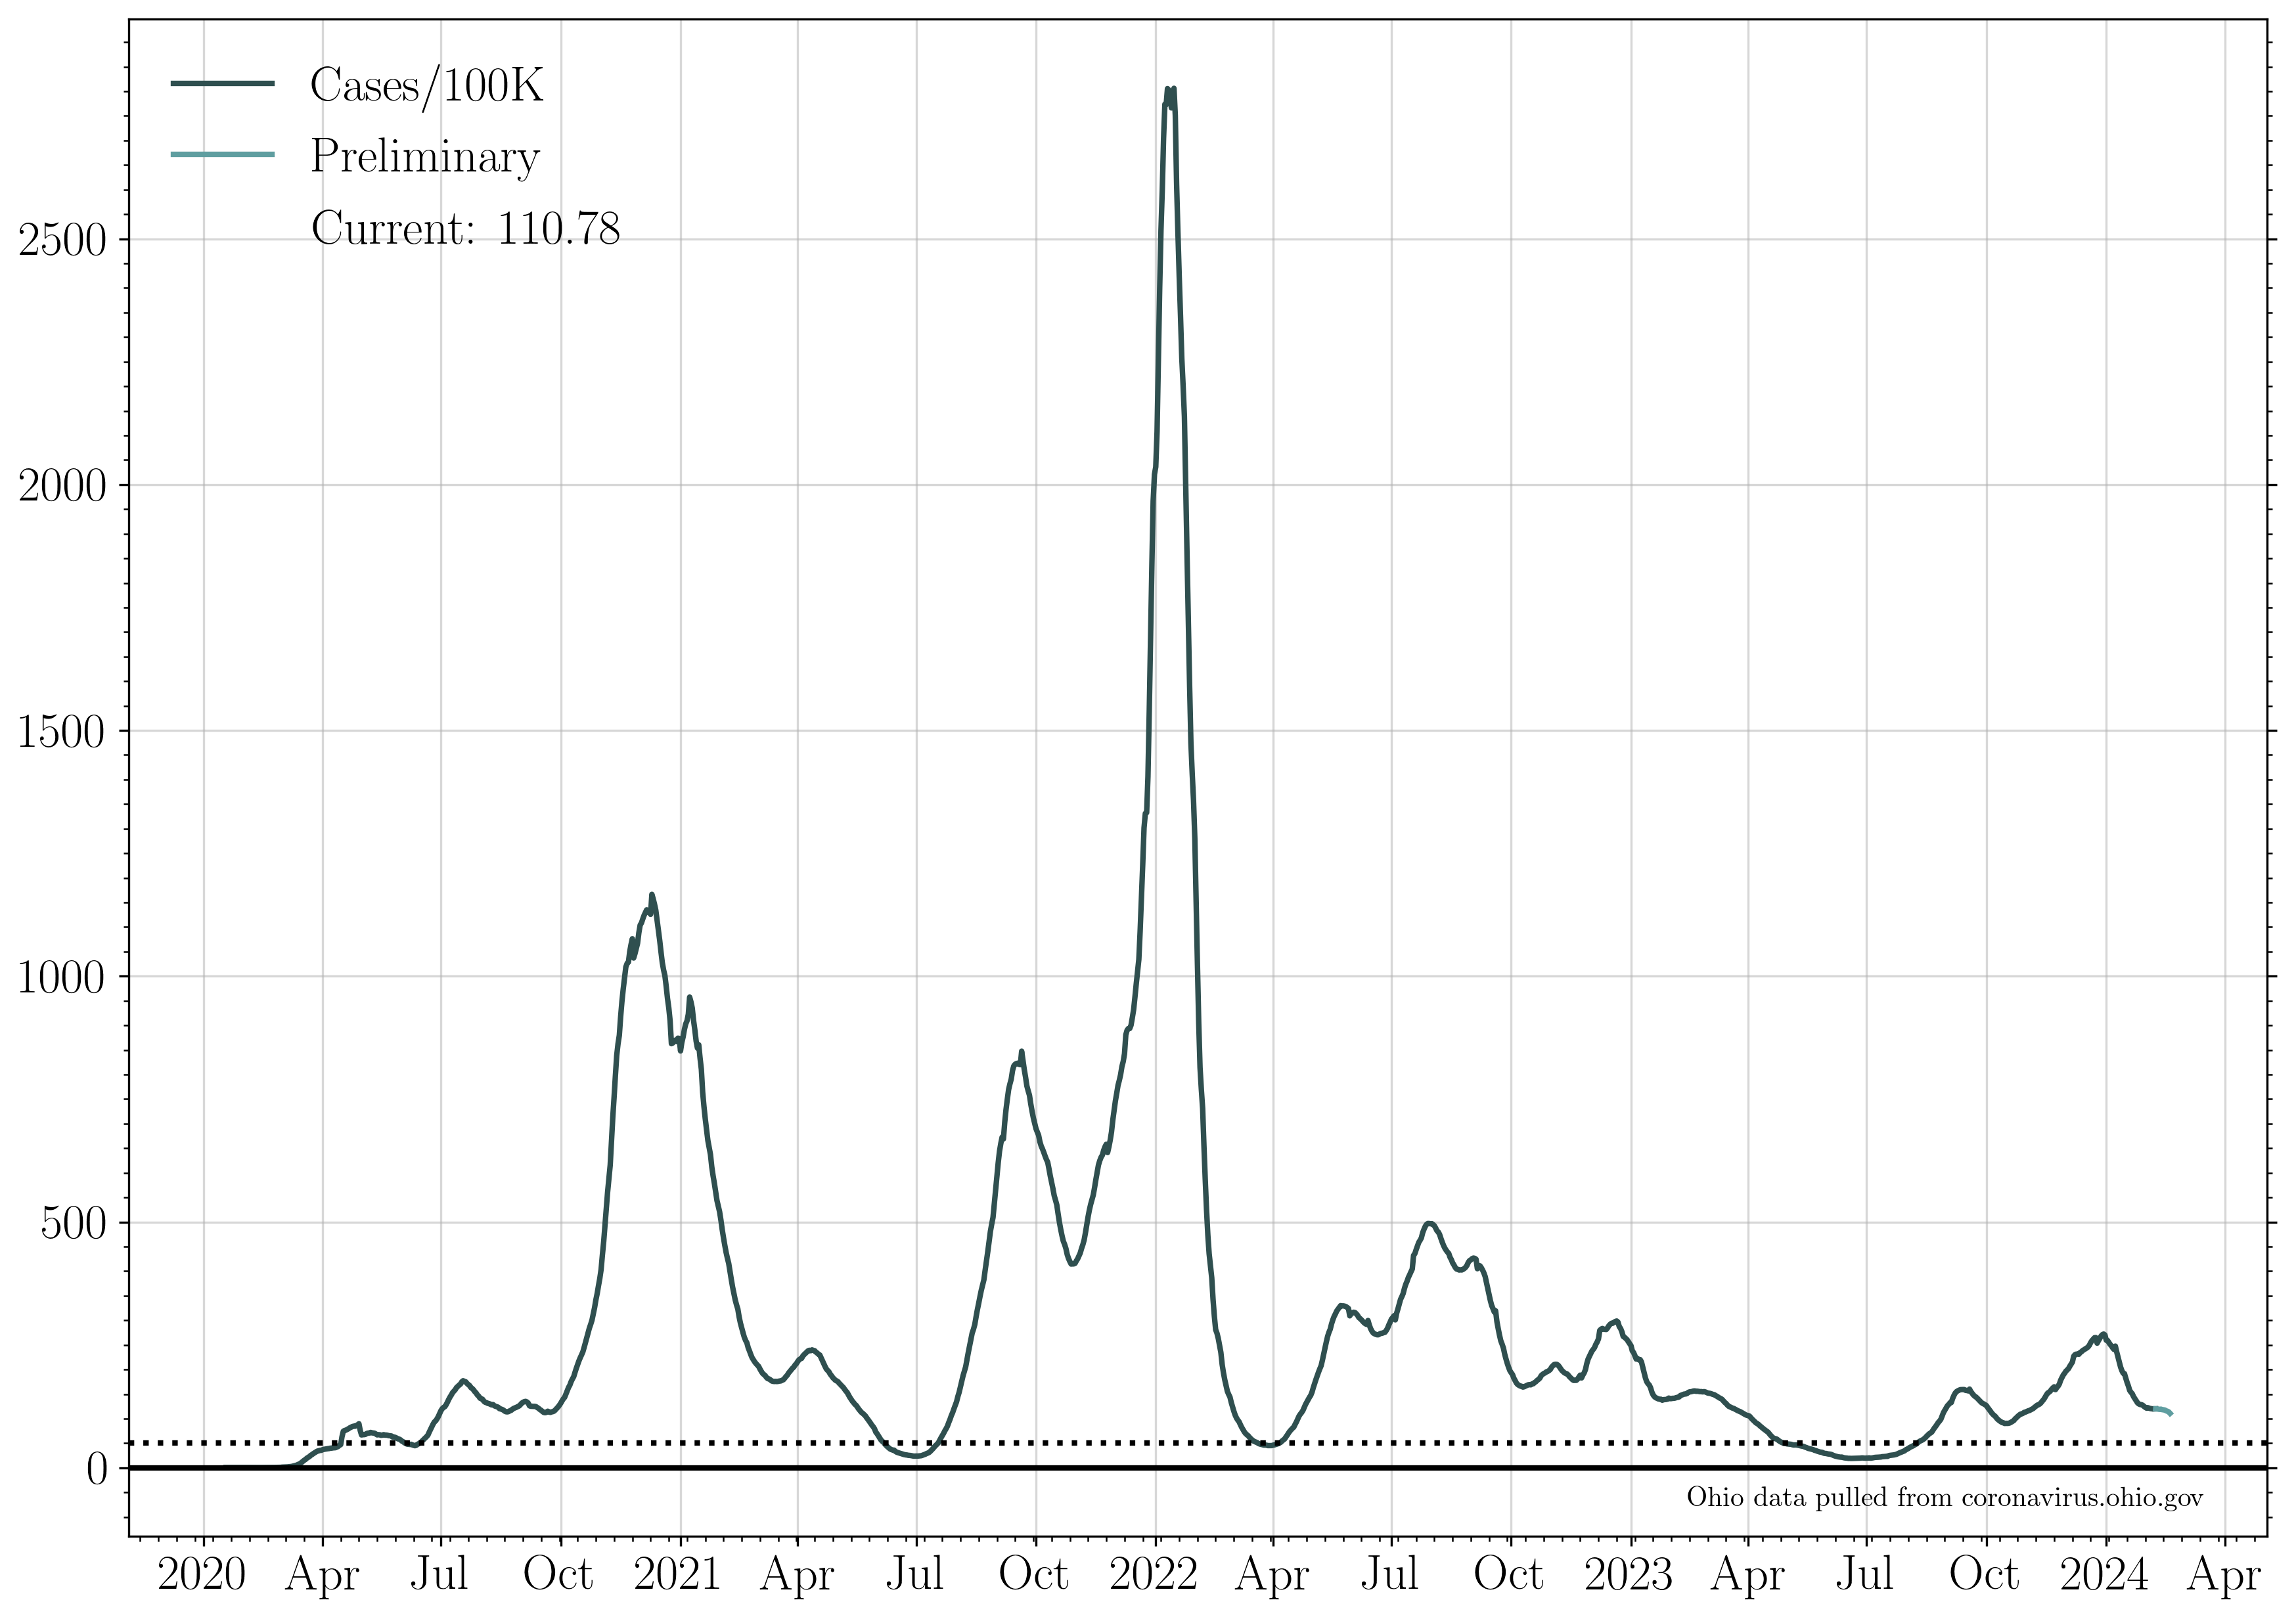 Cases/100K
Preliminary
Current: 110.78
2500
2000
1500
1000
500
0
Ohio data pulled from coronavirus.ohio.gov
2020 Apr Jul Oct 2021 Apr Jul Oct 2022 Apr Jul Oct 2023 Apr Jul Oct 2024 Apr